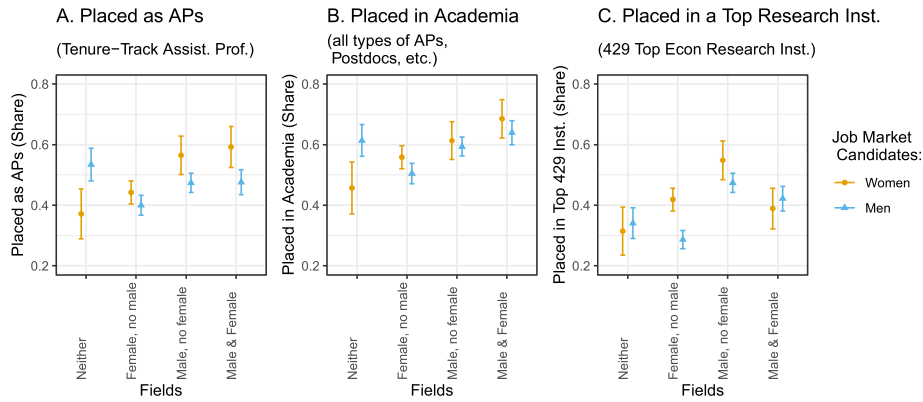 A. Placed as APs
(Tenure−Track Assist. Prof.)
Placed as APs (Share)
0.8
0.6
0.4
0.2
Neither
Female, no male
Male, no female
Male & Female
Fields
B. Placed in Academia
(all types of APs,
Postdocs, etc.)
Placed in Academia (Share)
0.8
0.6
0.4
0.2
Neither
Female, no male
Male, no female
Male & Female
Fields
C. Placed in a Top Research Inst.
(429 Top Econ Research Inst.)
Placed in Top 429 Inst. (share)
0.8
0.6
0.4
0.2
Neither
Female, no male
Male, no female
Male & Female
Fields
Job Market
Candidates:
Women
Men